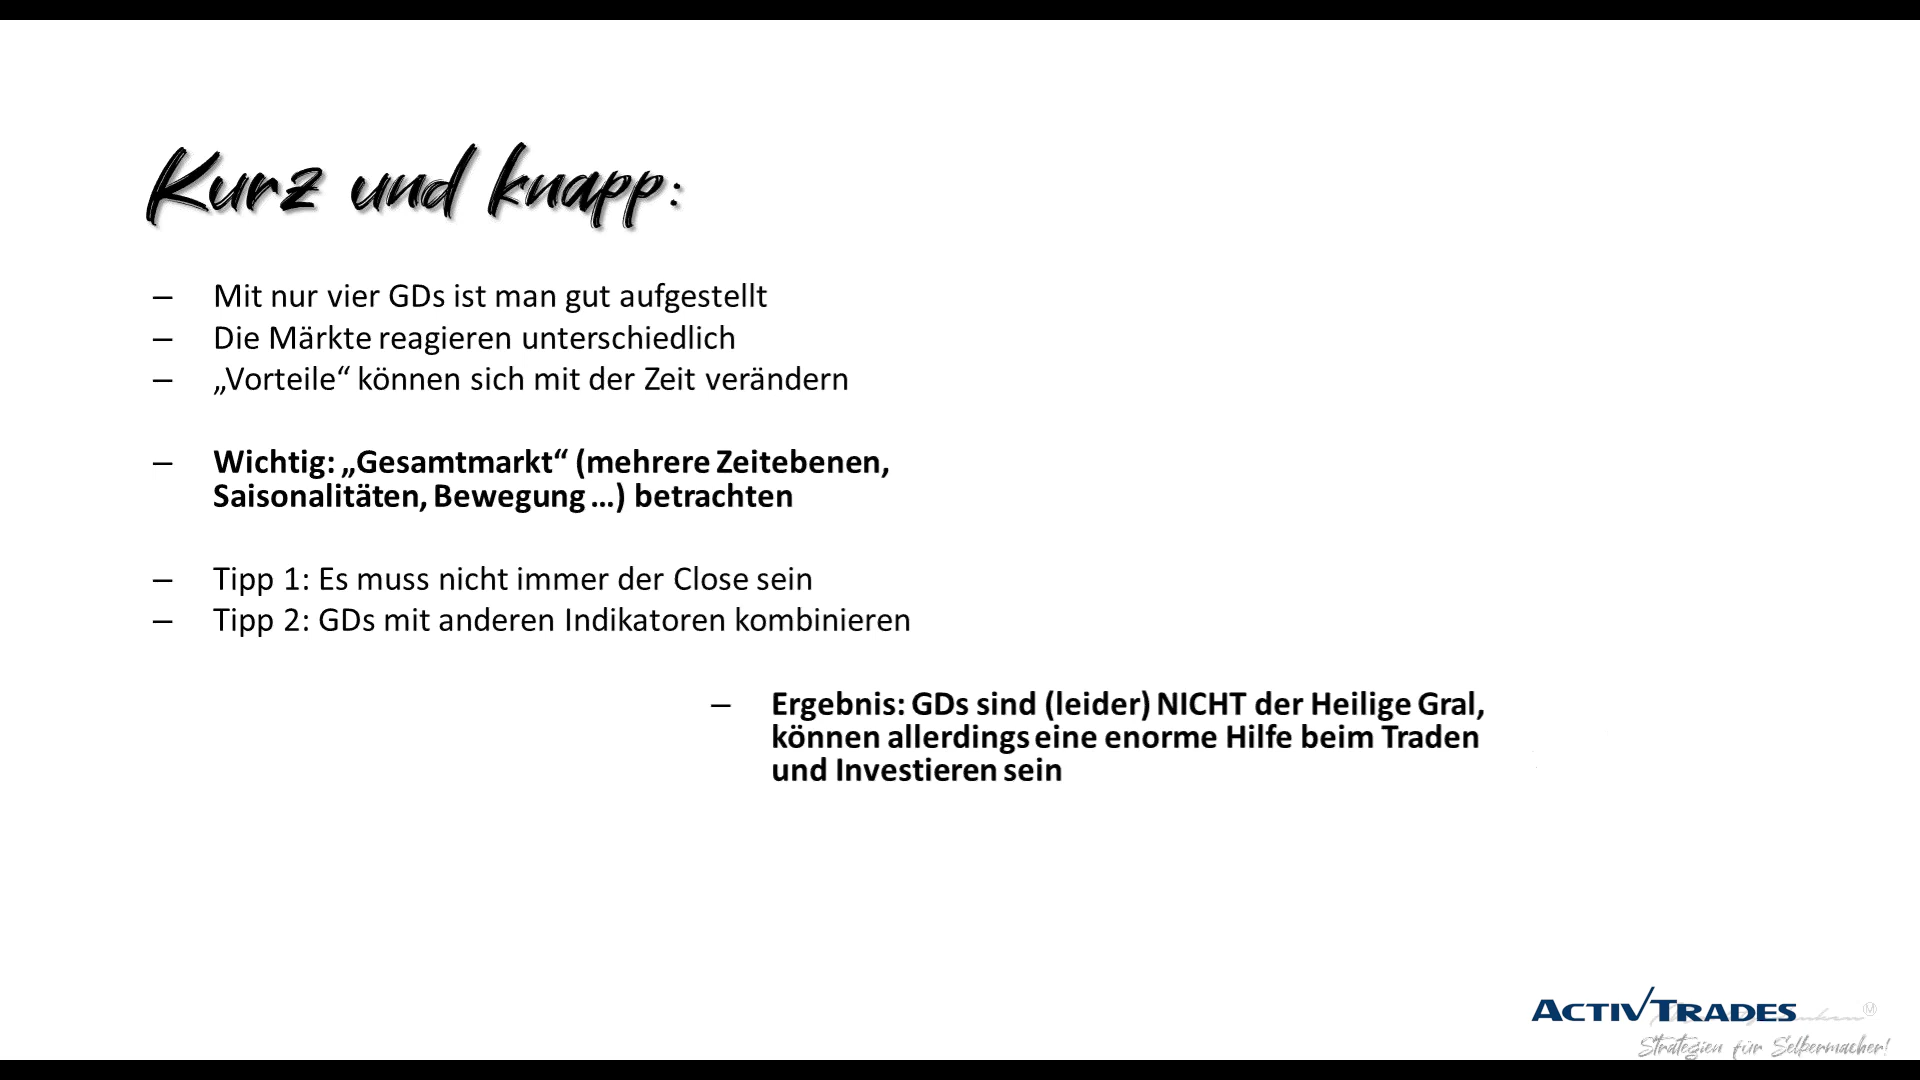 Kurz und knapp:
– Mit nur vier GDs ist man gut aufgestellt
– Die Märkte reagieren unterschiedlich
– „Vorteile“ können sich mit der Zeit verändern
– Wichtig: „Gesamtmarkt“ (mehrere Zeitebenen,
Saisonalitäten, Bewegung …) betrachten
– Tipp 1: Es muss nicht immer der Close sein
– Tipp 2: GDs mit anderen Indikatoren kombinieren
– Ergebnis: GDs sind (leider) NICHT der Heilige Gral,
können allerdings eine enorme Hilfe beim Traden
und Investieren sein
ACTIVTRADES
Strategien für Selbermacher!